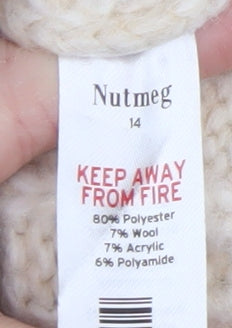 Nutmeg
14
KEEP AWAY
FROM FIRE
80% Polyester
7% Wool
7% Acrylic
6% Polyamide